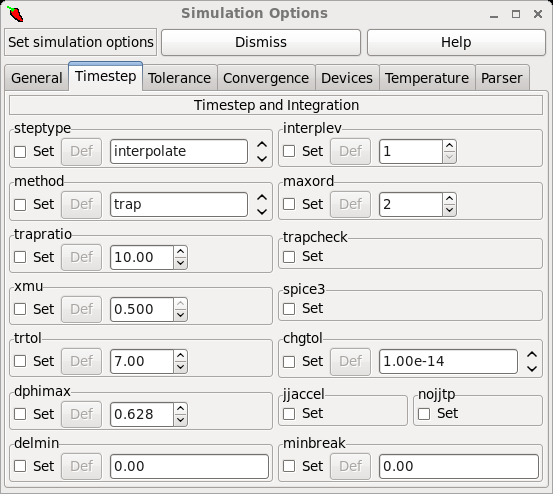 Simulation Options
Set simulation options Dismiss Help
General Timestep Tolerance Convergence Devices Temperature Parser
Timestep and Integration
steptype interplev
Set Def interpolate Set Def 1
method maxord
Set Def trap Set Def 2
trapratio trapcheck
Set Def 10.00 Set
xmu spice3
Set Def 0.500 Set
trtol chgtol
Set Def 7.00 Set Def 1.00e-14
dphimax jjaccel nojjtp
Set Def 0.628 Set Set
delmin minbreak
Set Def 0.00 Set Def 0.00